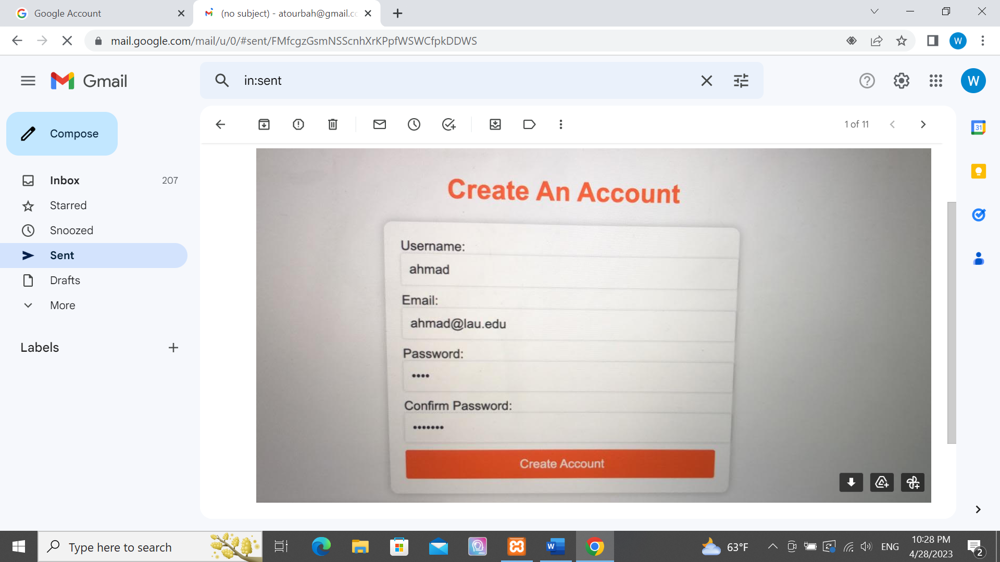 Google Account
(no subject) - atourbah@gmail.cc
mail.google.com/mail/u/0/#sent/FMfcgzGsmNSScnhXrKPpfWSWCfpkDDWS
W
Gmail
in:sent
W
Compose
1 of 11
31
Inbox 207
Starred
Snoozed
Sent
Drafts
More
Labels
Create An Account
Username:
ahmad
Email:
ahmad@lau.edu
Password:
••••
Confirm Password:
•••••••
Create Account
Type here to search
W
63°F
ENG
10:28 PM
4/28/2023
2